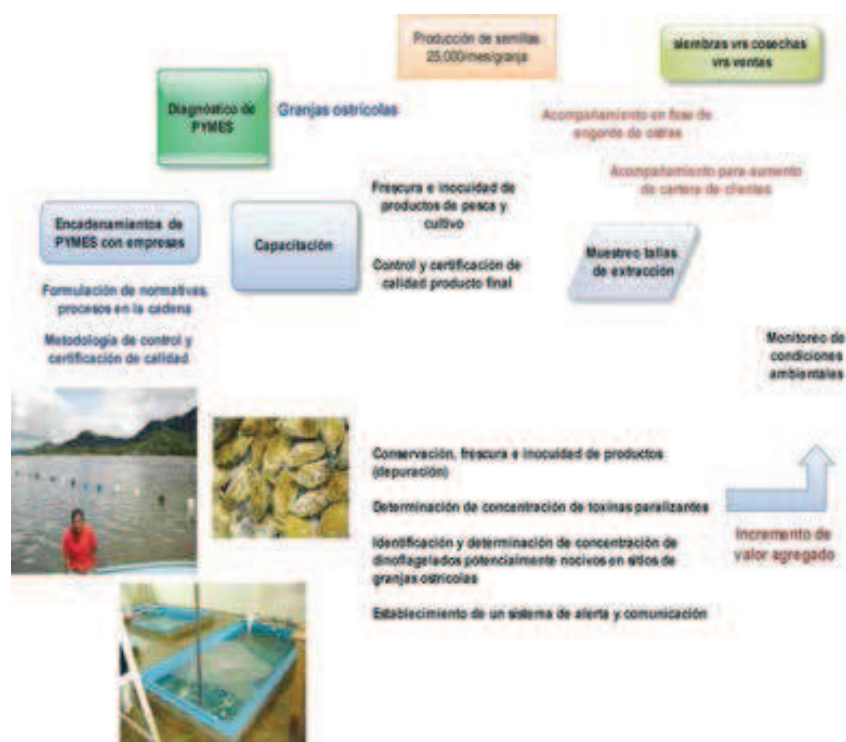 Producción de semillas
25.000/mes/granja
siembras vrs cosechas
vrs ventas
Diagnóstico de
PYMES
Granjas ostrícolas
Acompañamiento en fase de
engorde de ostras
Acompañamiento para aumento
de cartera de clientes
Encadenamientos de
PYMES con empresas
Capacitación
Frescura e inocuidad de
productos de pesca y
cultivo
Control y certificación de
calidad producto final
Muestreo tallas
de extracción
Formulación de normativas,
procesos en la cadena
Metodología de control y
certificación de calidad
Monitoreo de
condiciones
ambientales
Conservación, frescura e inocuidad de productos
(depuración)
Determinación de concentración de toxinas paralizantes
Identificación y determinación de concentración de
dinoflagelados potencialmente nocivos en sitios de
granjas ostrícolas
Establecimiento de un sistema de alerta y comunicación
Incremento de
valor agregado